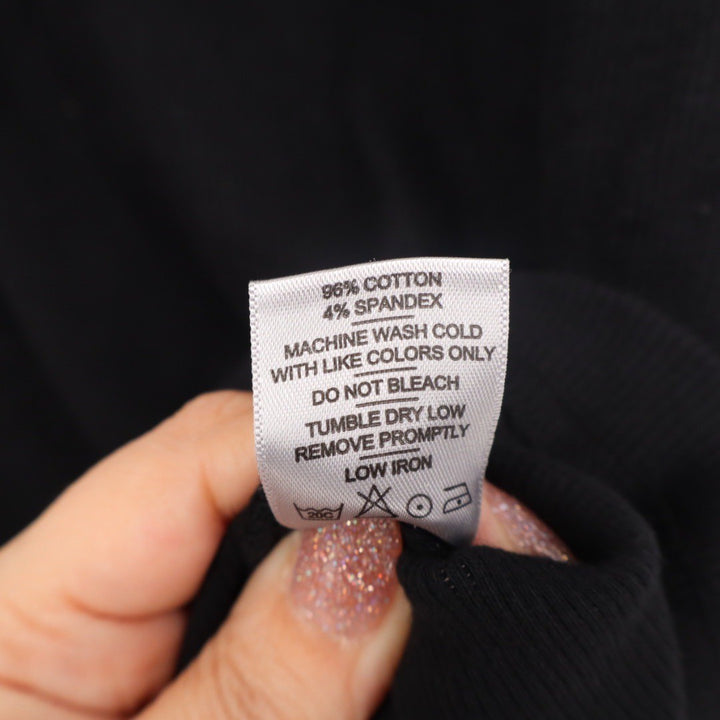 96% COTTON
4% SPANDEX
MACHINE WASH COLD
WITH LIKE COLORS ONLY
DO NOT BLEACH
TUMBLE DRY LOW
REMOVE PROMPTLY
LOW IRON
20C